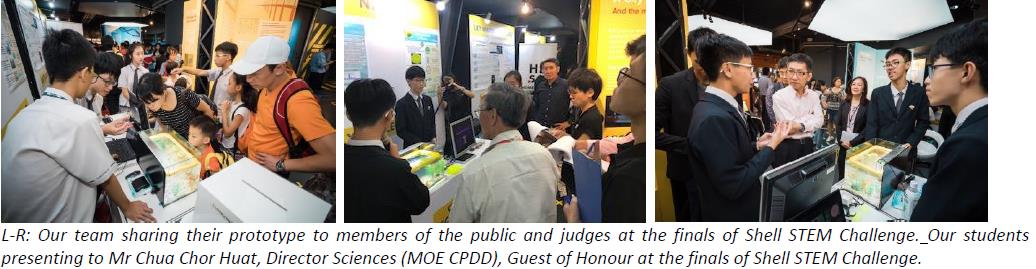 And the m
L-R: Our team sharing their prototype to members of the public and judges at the finals of Shell STEM Challenge._Our students
presenting to Mr Chua Chor Huat, Director Sciences (MOE CPDD), Guest of Honour at the finals of Shell STEM Challenge.